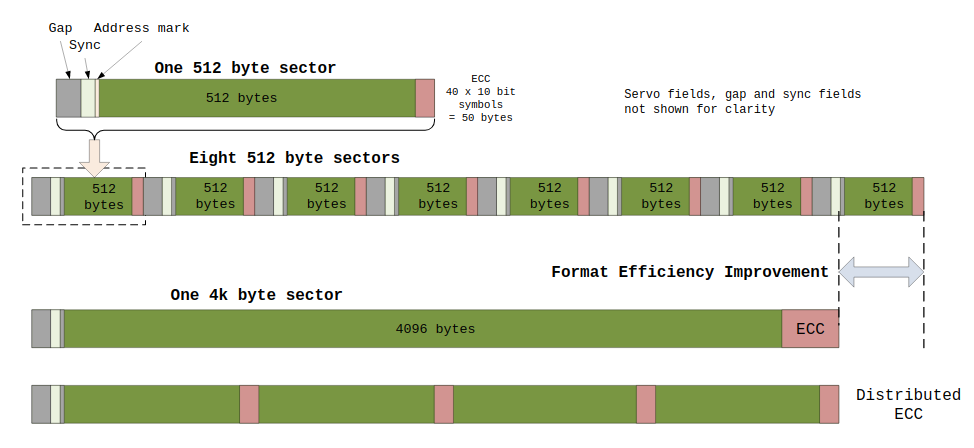 Gap Address mark
Sync
One 512 byte sector
512 bytes
ECC
40 x 10 bit
symbols
= 50 bytes
Servo fields, gap and sync fields
not shown for clarity
Eight 512 byte sectors
512 512 512 512 512 512 512 512
bytes bytes bytes bytes bytes bytes bytes bytes
Format Efficiency Improvement
One 4k byte sector
4096 bytes
ECC
Distributed
ECC